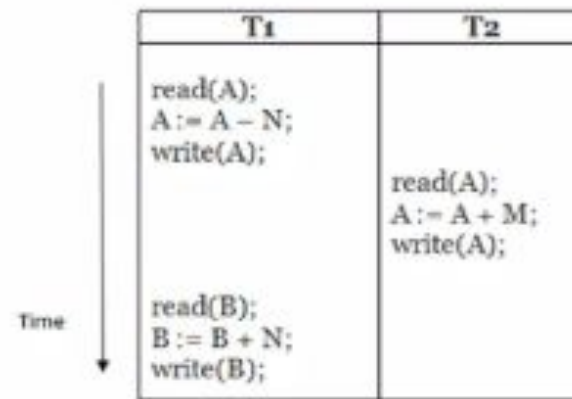 T1 T2
read(A);
A := A – N;
write(A);
read(A);
A := A + M;
write(A);
Time
read(B);
B := B + N;
write(B);